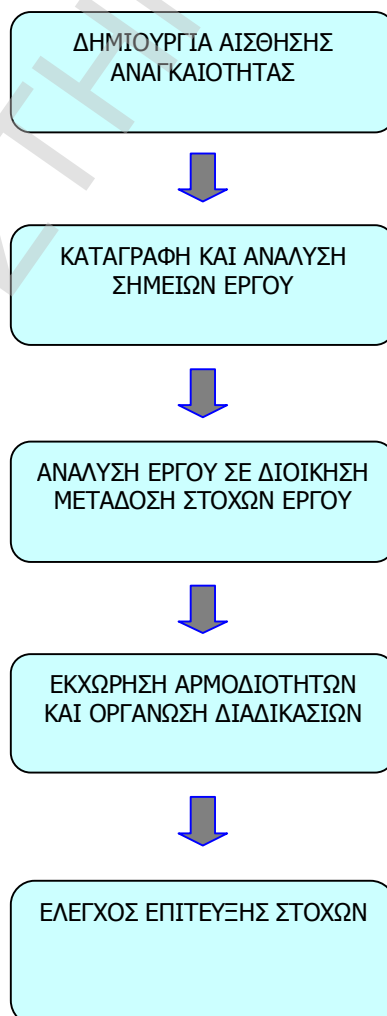 ΔΗΜΙΟΥΡΓΙΑ ΑΙΣΘΗΣΗΣ
ΑΝΑΓΚΑΙΟΤΗΤΑΣ
ΚΑΤΑΓΡΑΦΗ ΚΑΙ ΑΝΑΛΥΣΗ
ΣΗΜΕΙΩΝ ΕΡΓΟΥ
ΑΝΑΛΥΣΗ ΕΡΓΟΥ ΣΕ ΔΙΟΙΚΗΣΗ
ΜΕΤΑΔΟΣΗ ΣΤΟΧΩΝ ΕΡΓΟΥ
ΕΚΧΩΡΗΣΗ ΑΡΜΟΔΙΟΤΗΤΩΝ
ΚΑΙ ΟΡΓΑΝΩΣΗ ΔΙΑΔΙΚΑΣΙΩΝ
ΕΛΕΓΧΟΣ ΕΠΙΤΕΥΞΗΣ ΣΤΟΧΩΝ